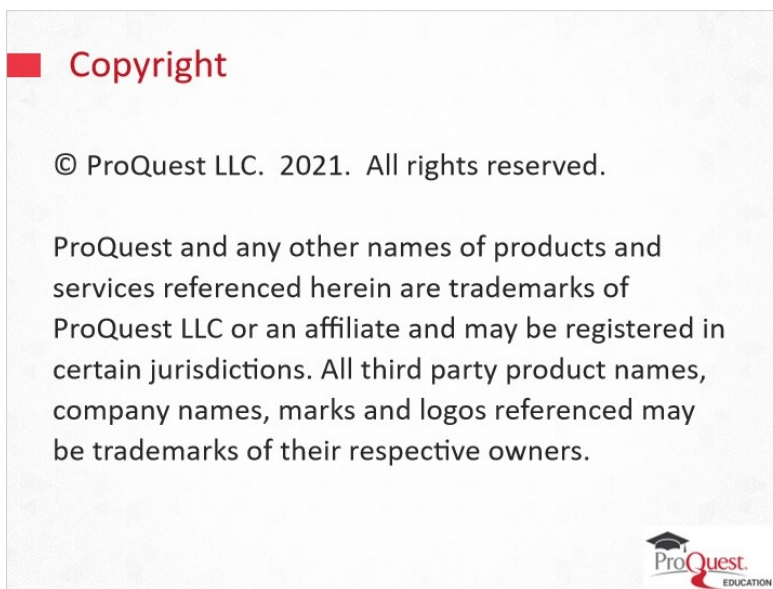 Copyright
© ProQuest LLC.  2021.  All rights reserved.
ProQuest and any other names of products and
services referenced herein are trademarks of
ProQuest LLC or an affiliate and may be registered in
certain jurisdictions. All third party product names,
company names, marks and logos referenced may
be trademarks of their respective owners.
ProQuest.
EDUCATION